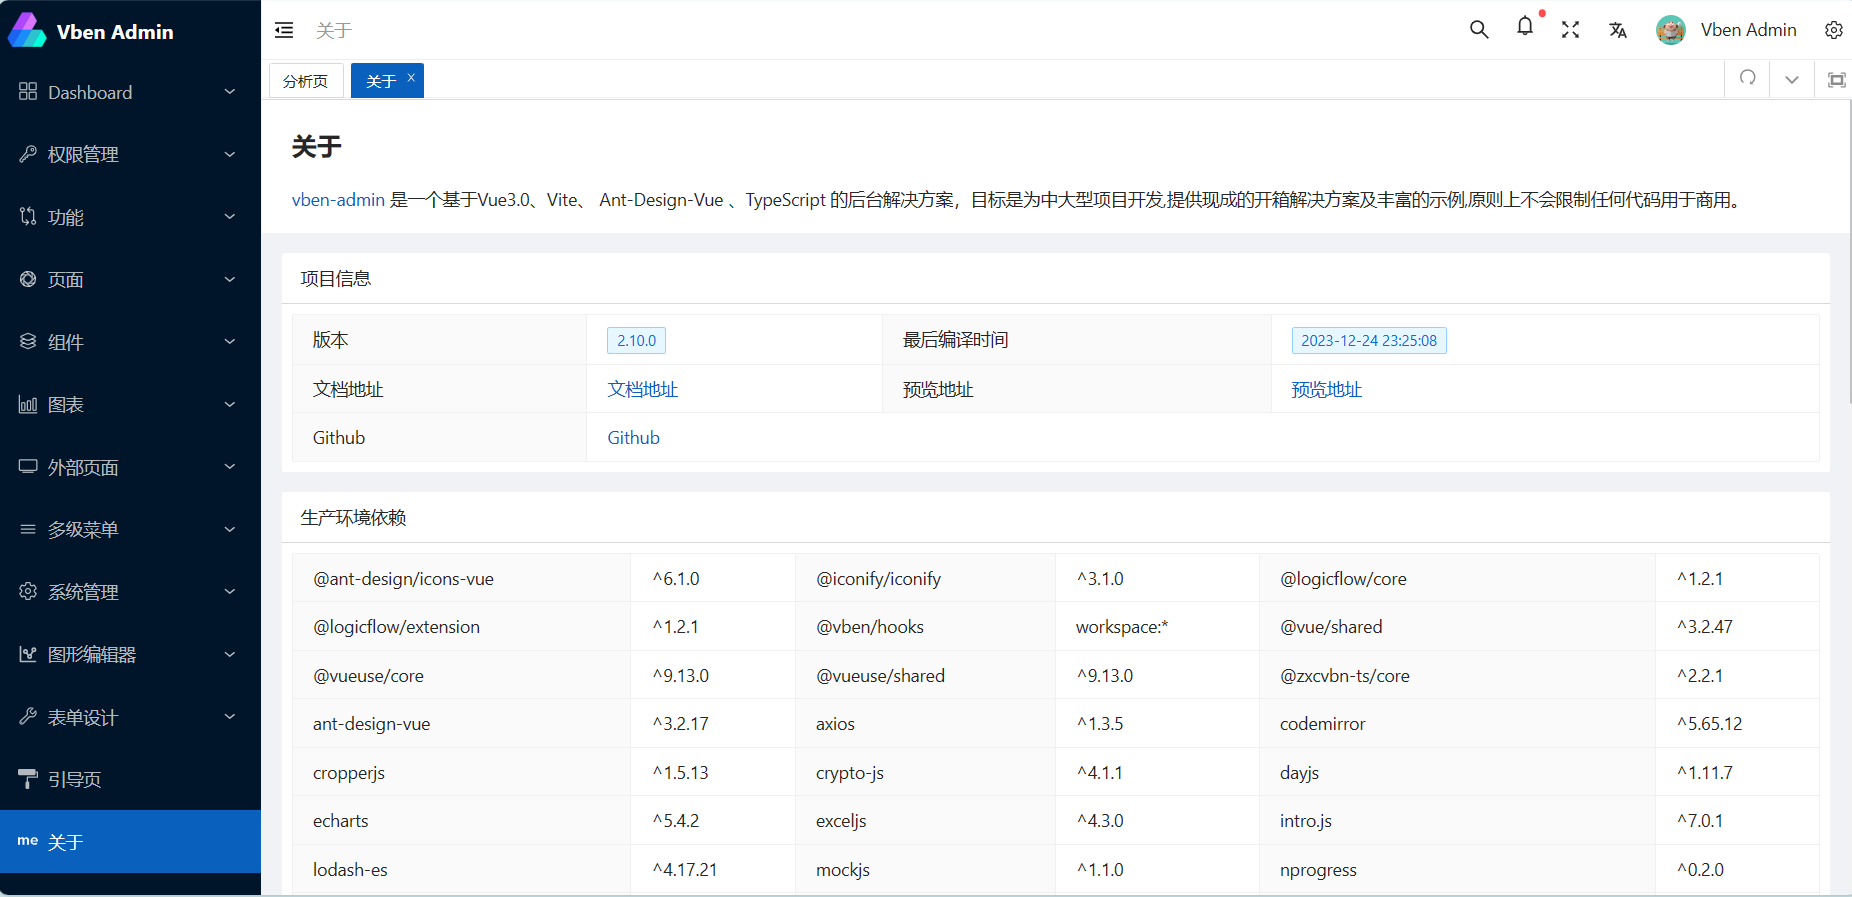 Vben Admin
关于
Vben Admin
Dashboard
权限管理
功能
页面
组件
图表
外部页面
多级菜单
系统管理
图形编辑器
表单设计
引导页
me 关于
分析页
关于
关于
vben-admin 是一个基于Vue3.0、Vite、 Ant-Design-Vue 、TypeScript 的后台解决方案，目标是为中大型项目开发,提供现成的开箱解决方案及丰富的示例,原则上不会限制任何代码用于商用。
项目信息
版本 2.10.0 最后编译时间 2023-12-24 23:25:08
文档地址 文档地址 预览地址 预览地址
Github Github
生产环境依赖
@ant-design/icons-vue ^6.1.0 @iconify/iconify ^3.1.0 @logicflow/core ^1.2.1
@logicflow/extension ^1.2.1 @vben/hooks workspace:* @vue/shared ^3.2.47
@vueuse/core ^9.13.0 @vueuse/shared ^9.13.0 @zxcvbn-ts/core ^2.2.1
ant-design-vue ^3.2.17 axios ^1.3.5 codemirror ^5.65.12
cropperjs ^1.5.13 crypto-js ^4.1.1 dayjs ^1.11.7
echarts ^5.4.2 exceljs ^4.3.0 intro.js ^7.0.1
lodash-es ^4.17.21 mockjs ^1.1.0 nprogress ^0.2.0